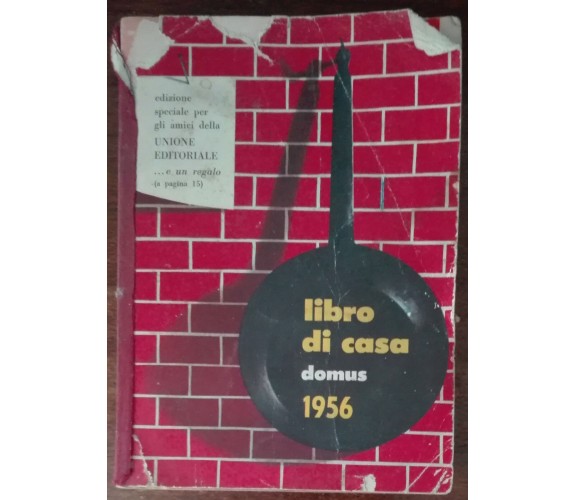 edizione
speciale per
gli amici della
UNIONE
EDITORIALE
...e un regalo
(a pagina 15)
libro
di casa
domus
1956